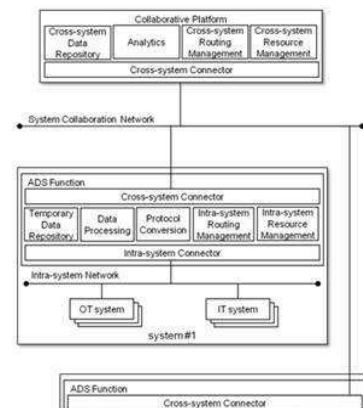 Collaborative Platform
Cross-system
Data
Repository
Analytics
Cross-system
Routing
Management
Cross-system
Resource
Management
Cross-system Connector
System Collaboration Network
ADS Function
Cross-system Connector
Temporary
Data
Repository
Data
Processing
Protocol
Conversion
Intra-system
Routing
Management
Intra-system
Resource
Management
Intra-system Connector
Intra-system Network
OT system
IT system
system#1
ADS Function
Cross-system Connector